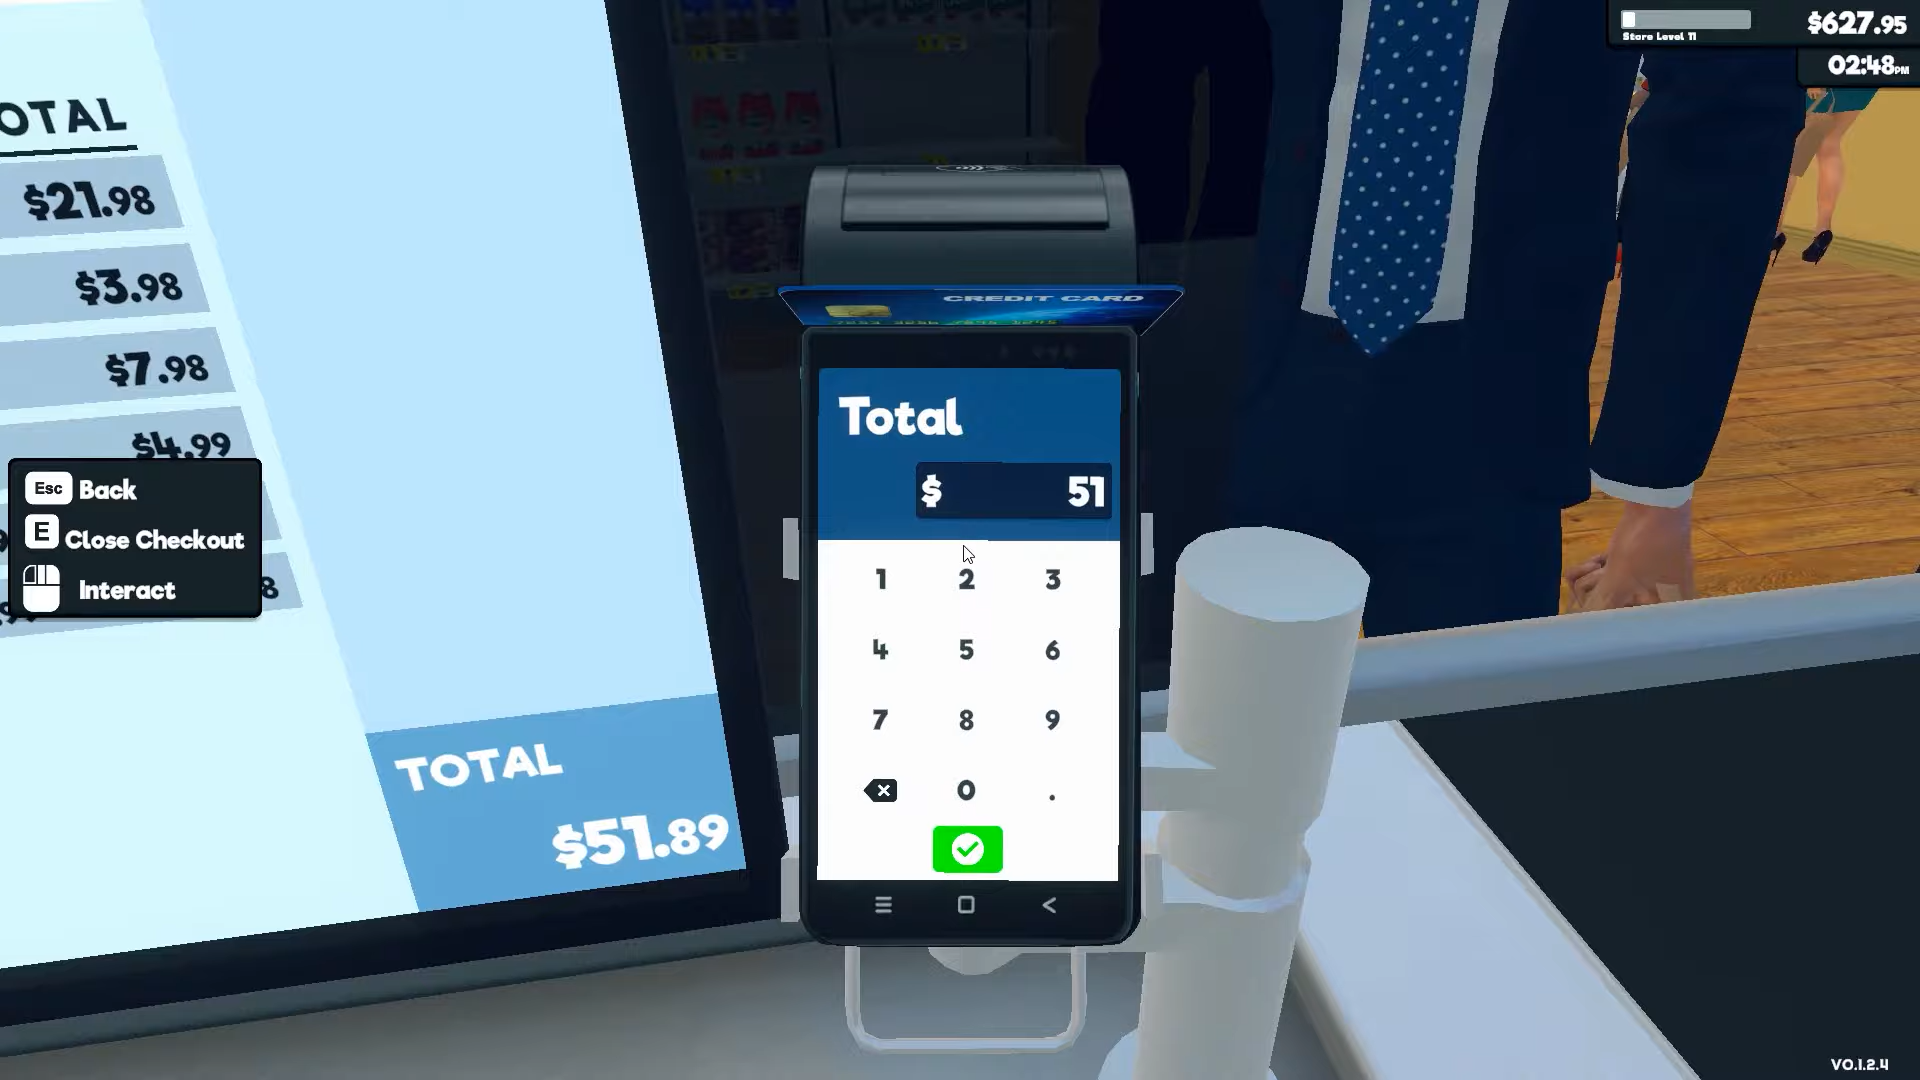 $627.95
Store Level 11
02:48PM
OTAL
$21.98
$3.98
$7.98
$4.99
Esc Back
E Close Checkout
Interact
8
CREDIT CARD
Total
$ 51
1 2 3
4 5 6
7 8 9
0 .
TOTAL
$51.89
V0.1.2.4